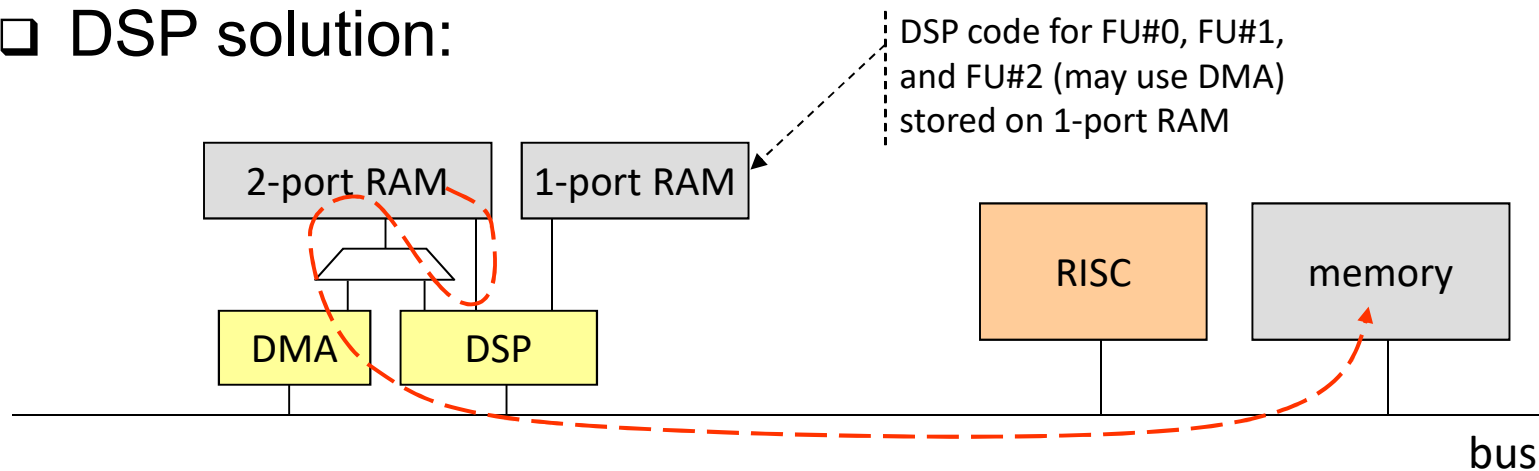 ❑ DSP solution:
DSP code for FU#0, FU#1,
and FU#2 (may use DMA)
stored on 1-port RAM
2-port RAM
1-port RAM
RISC
memory
DMA
DSP
bus